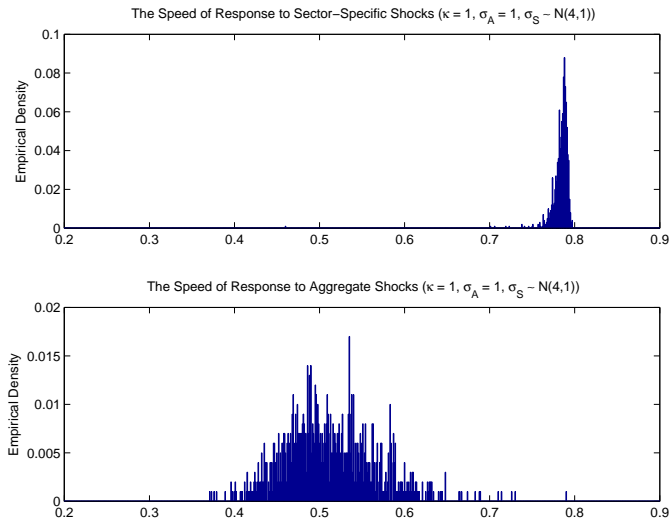 The Speed of Response to Sector−Specific Shocks (κ = 1, σA = 1, σS ~ N(4,1))
0.1
0.08
0.06
0.04
0.02
0
Empirical Density
0.2 0.3 0.4 0.5 0.6 0.7 0.8 0.9
The Speed of Response to Aggregate Shocks (κ = 1, σA = 1, σS ~ N(4,1))
0.02
0.015
0.01
0.005
0
Empirical Density
0.2 0.3 0.4 0.5 0.6 0.7 0.8 0.9